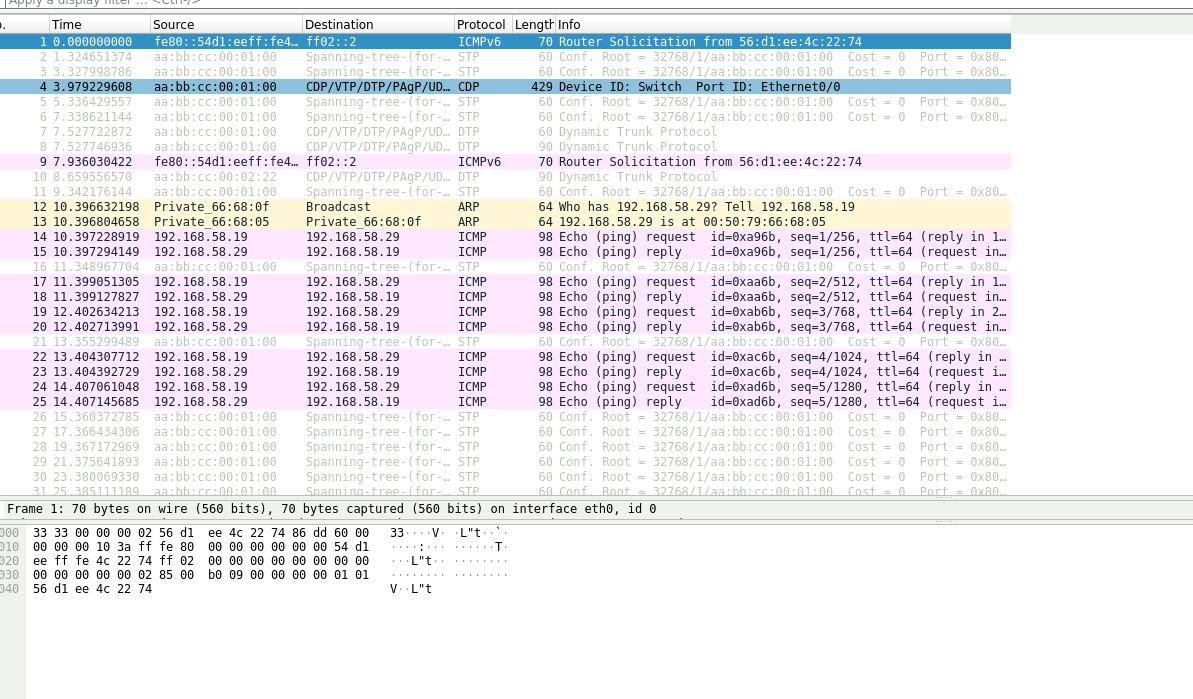 Apply a display filter ... <Ctrl-/>
o. Time Source Destination Protocol Length Info
1 0.000000000 fe80::54d1:eeff:fe4… ff02::2 ICMPv6 70 Router Solicitation from 56:d1:ee:4c:22:74
2 1.324651374 aa:bb:cc:00:01:00 Spanning-tree-(for-… STP 60 Conf. Root = 32768/1/aa:bb:cc:00:01:00 Cost = 0 Port = 0x80…
3 3.327998786 aa:bb:cc:00:01:00 Spanning-tree-(for-… STP 60 Conf. Root = 32768/1/aa:bb:cc:00:01:00 Cost = 0 Port = 0x80…
4 3.979229608 aa:bb:cc:00:01:00 CDP/VTP/DTP/PAgP/UD… CDP 429 Device ID: Switch Port ID: Ethernet0/0
5 5.336429557 aa:bb:cc:00:01:00 Spanning-tree-(for-… STP 60 Conf. Root = 32768/1/aa:bb:cc:00:01:00 Cost = 0 Port = 0x80…
6 7.338621144 aa:bb:cc:00:01:00 Spanning-tree-(for-… STP 60 Conf. Root = 32768/1/aa:bb:cc:00:01:00 Cost = 0 Port = 0x80…
7 7.527722872 aa:bb:cc:00:01:00 CDP/VTP/DTP/PAgP/UD… DTP 60 Dynamic Trunk Protocol
8 7.527746936 aa:bb:cc:00:01:00 CDP/VTP/DTP/PAgP/UD… DTP 90 Dynamic Trunk Protocol
9 7.936030422 fe80::54d1:eeff:fe4… ff02::2 ICMPv6 70 Router Solicitation from 56:d1:ee:4c:22:74
10 8.659556570 aa:bb:cc:00:02:22 CDP/VTP/DTP/PAgP/UD… DTP 90 Dynamic Trunk Protocol
11 9.342176144 aa:bb:cc:00:01:00 Spanning-tree-(for-… STP 60 Conf. Root = 32768/1/aa:bb:cc:00:01:00 Cost = 0 Port = 0x80…
12 10.396632198 Private_66:68:0f Broadcast ARP 64 Who has 192.168.58.29? Tell 192.168.58.19
13 10.396804658 Private_66:68:05 Private_66:68:0f ARP 64 192.168.58.29 is at 00:50:79:66:68:05
14 10.397228919 192.168.58.19 192.168.58.29 ICMP 98 Echo (ping) request id=0xa96b, seq=1/256, ttl=64 (reply in 1…
15 10.397294149 192.168.58.29 192.168.58.19 ICMP 98 Echo (ping) reply id=0xa96b, seq=1/256, ttl=64 (request in…
16 11.348967704 aa:bb:cc:00:01:00 Spanning-tree-(for-… STP 60 Conf. Root = 32768/1/aa:bb:cc:00:01:00 Cost = 0 Port = 0x80…
17 11.399051305 192.168.58.19 192.168.58.29 ICMP 98 Echo (ping) request id=0xaa6b, seq=2/512, ttl=64 (reply in 1…
18 11.399127827 192.168.58.29 192.168.58.19 ICMP 98 Echo (ping) reply id=0xaa6b, seq=2/512, ttl=64 (request in…
19 12.402634213 192.168.58.19 192.168.58.29 ICMP 98 Echo (ping) request id=0xab6b, seq=3/768, ttl=64 (reply in 2…
20 12.402713991 192.168.58.29 192.168.58.19 ICMP 98 Echo (ping) reply id=0xab6b, seq=3/768, ttl=64 (request in…
21 13.355299489 aa:bb:cc:00:01:00 Spanning-tree-(for-… STP 60 Conf. Root = 32768/1/aa:bb:cc:00:01:00 Cost = 0 Port = 0x80…
22 13.404307712 192.168.58.19 192.168.58.29 ICMP 98 Echo (ping) request id=0xac6b, seq=4/1024, ttl=64 (reply in …
23 13.404392729 192.168.58.29 192.168.58.19 ICMP 98 Echo (ping) reply id=0xac6b, seq=4/1024, ttl=64 (request i…
24 14.407061048 192.168.58.19 192.168.58.29 ICMP 98 Echo (ping) request id=0xad6b, seq=5/1280, ttl=64 (reply in …
25 14.407145685 192.168.58.29 192.168.58.19 ICMP 98 Echo (ping) reply id=0xad6b, seq=5/1280, ttl=64 (request i…
26 15.360372785 aa:bb:cc:00:01:00 Spanning-tree-(for-… STP 60 Conf. Root = 32768/1/aa:bb:cc:00:01:00 Cost = 0 Port = 0x80…
27 17.366434306 aa:bb:cc:00:01:00 Spanning-tree-(for-… STP 60 Conf. Root = 32768/1/aa:bb:cc:00:01:00 Cost = 0 Port = 0x80…
28 19.367172969 aa:bb:cc:00:01:00 Spanning-tree-(for-… STP 60 Conf. Root = 32768/1/aa:bb:cc:00:01:00 Cost = 0 Port = 0x80…
29 21.375641893 aa:bb:cc:00:01:00 Spanning-tree-(for-… STP 60 Conf. Root = 32768/1/aa:bb:cc:00:01:00 Cost = 0 Port = 0x80…
30 23.380069330 aa:bb:cc:00:01:00 Spanning-tree-(for-… STP 60 Conf. Root = 32768/1/aa:bb:cc:00:01:00 Cost = 0 Port = 0x80…
31 25.385111189 aa:bb:cc:00:01:00 Spanning-tree-(for-… STP 60 Conf. Root = 32768/1/aa:bb:cc:00:01:00 Cost = 0 Port = 0x80…
Frame 1: 70 bytes on wire (560 bits), 70 bytes captured (560 bits) on interface eth0, id 0
000 33 33 00 00 00 02 56 d1 ee 4c 22 74 86 dd 60 00 33····V· ·L"t··`·
010 00 00 00 10 3a ff fe 80 00 00 00 00 00 00 54 d1 ····:··· ······T·
020 ee ff fe 4c 22 74 ff 02 00 00 00 00 00 00 00 00 ···L"t·· ········
030 00 00 00 00 00 02 85 00 b0 09 00 00 00 00 01 01 ········ ········
040 56 d1 ee 4c 22 74 V··L"t